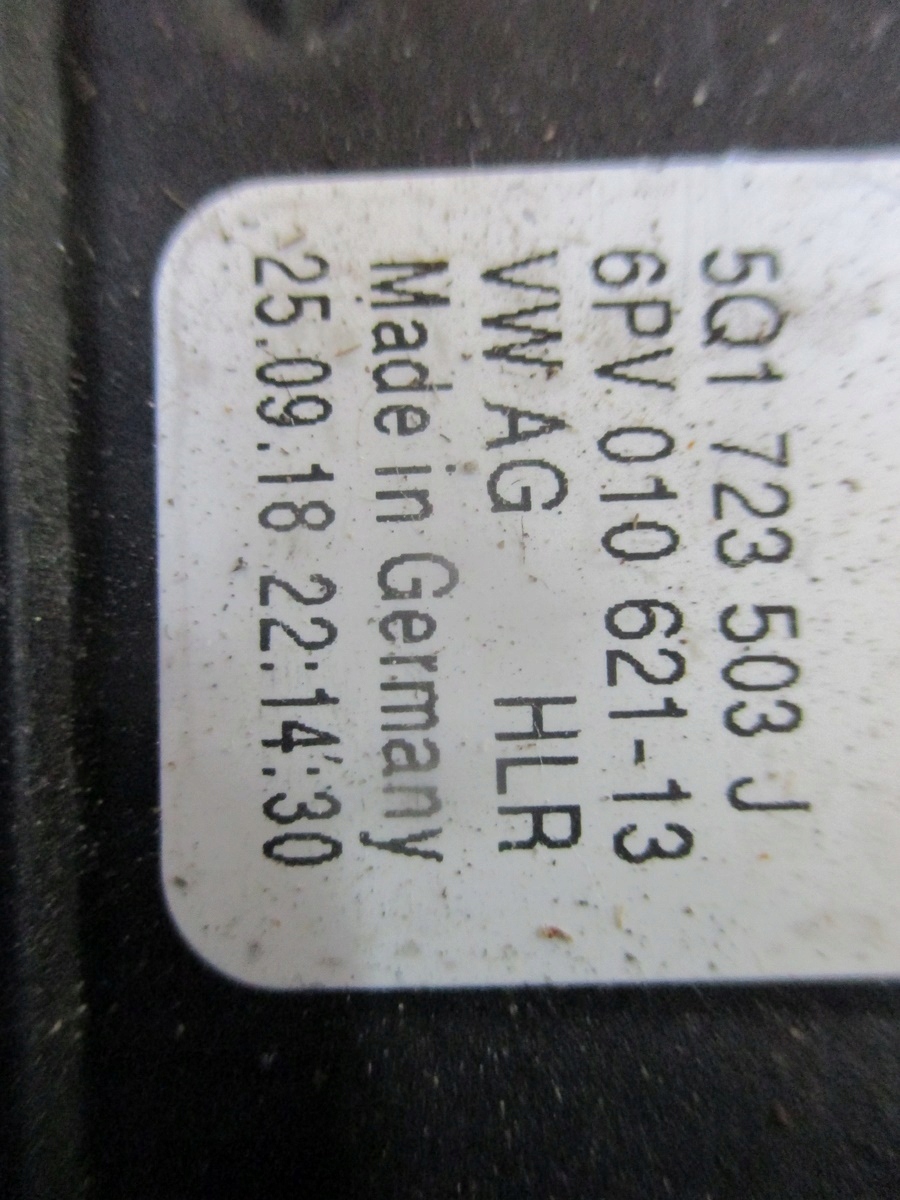 5Q1 723 503 J
6PV 010 621-13
VW AG HLR
Made in Germany
25.09.18 22:14:30